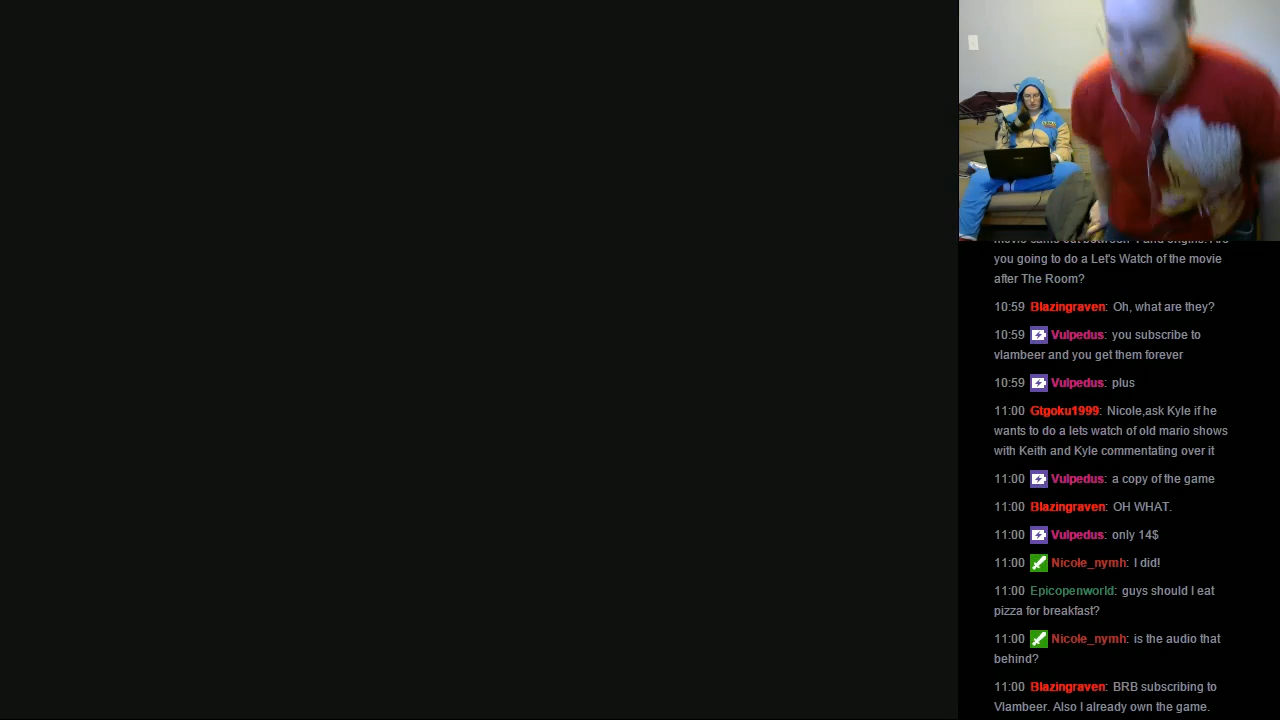 you going to do a Let's Watch of the movie
after The Room?
10:59 Blazingraven: Oh, what are they?
10:59 Vulpedus: you subscribe to
vlambeer and you get them forever
10:59 Vulpedus: plus
11:00 Gtgoku1999: Nicole,ask Kyle if he
wants to do a lets watch of old mario shows
with Keith and Kyle commentating over it
11:00 Vulpedus: a copy of the game
11:00 Blazingraven: OH WHAT.
11:00 Vulpedus: only 14$
11:00 Nicole_nymh: I did!
11:00 Epicopenworld: guys should I eat
pizza for breakfast?
11:00 Nicole_nymh: is the audio that
behind?
11:00 Blazingraven: BRB subscribing to
Vlambeer. Also I already own the game.